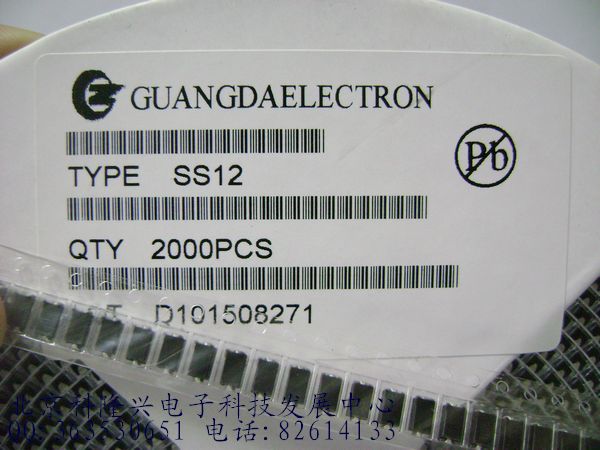 GUANGDAELECTRON
Pb
TYPE SS12
QTY 2000PCS
D101508271
北京科隆兴电子科技发展中心
QQ:363530651 电话:82614133